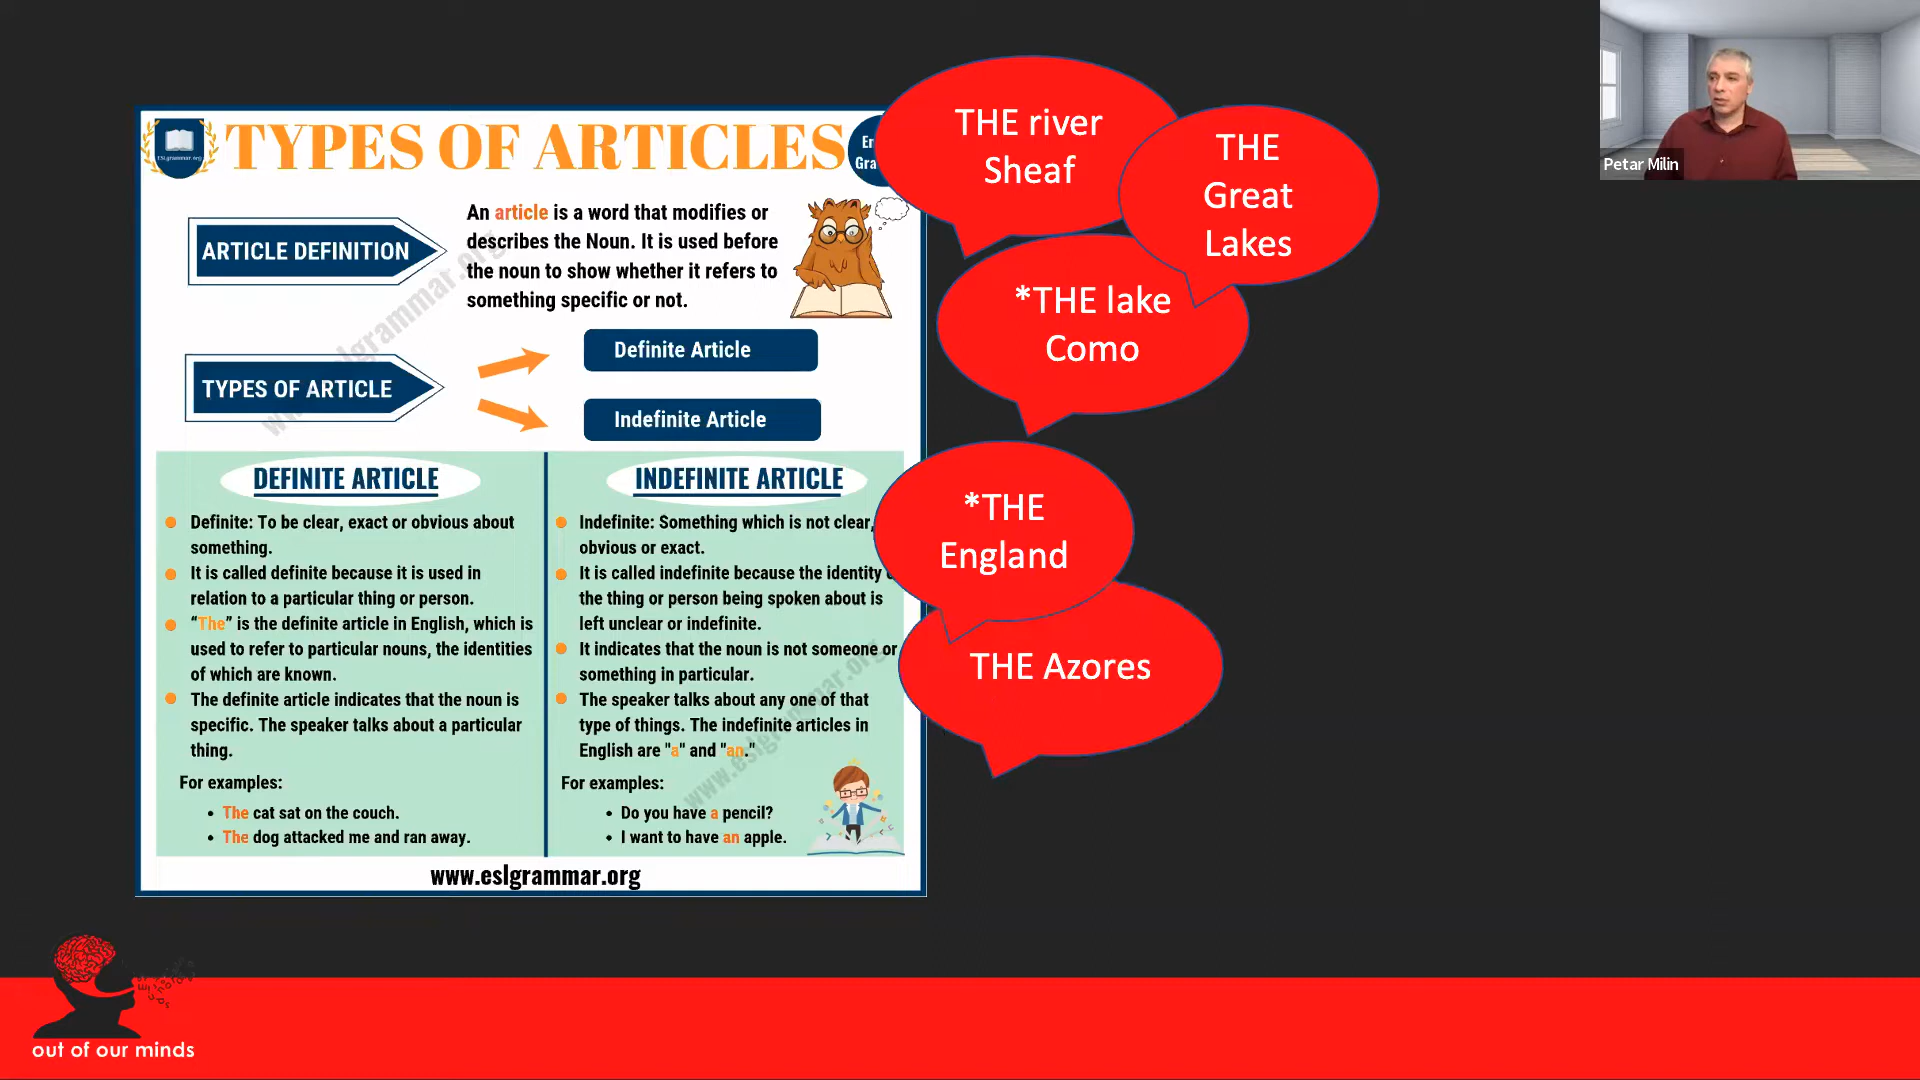 TYPES OF ARTICLES
ESLgrammar.org
ARTICLE DEFINITION
An article is a word that modifies or
describes the Noun. It is used before
the noun to show whether it refers to
something specific or not.
TYPES OF ARTICLE
Definite Article
Indefinite Article
DEFINITE ARTICLE
Definite: To be clear, exact or obvious about
something.
It is called definite because it is used in
relation to a particular thing or person.
“The” is the definite article in English, which is
used to refer to particular nouns, the identities
of which are known.
The definite article indicates that the noun is
specific. The speaker talks about a particular
thing.
For examples:
• The cat sat on the couch.
• The dog attacked me and ran away.
INDEFINITE ARTICLE
Indefinite: Something which is not clear,
obvious or exact.
It is called indefinite because the identity
the thing or person being spoken about is
left unclear or indefinite.
It indicates that the noun is not someone or
something in particular.
The speaker talks about any one of that
type of things. The indefinite articles in
English are "a" and "an."
For examples:
• Do you have a pencil?
• I want to have an apple.
www.eslgrammar.org
www.eslgrammar.org
www.eslgrammar.org
THE river
Sheaf
THE
Great
Lakes
*THE lake
Como
*THE
England
THE Azores
Petar Milin
out of our minds